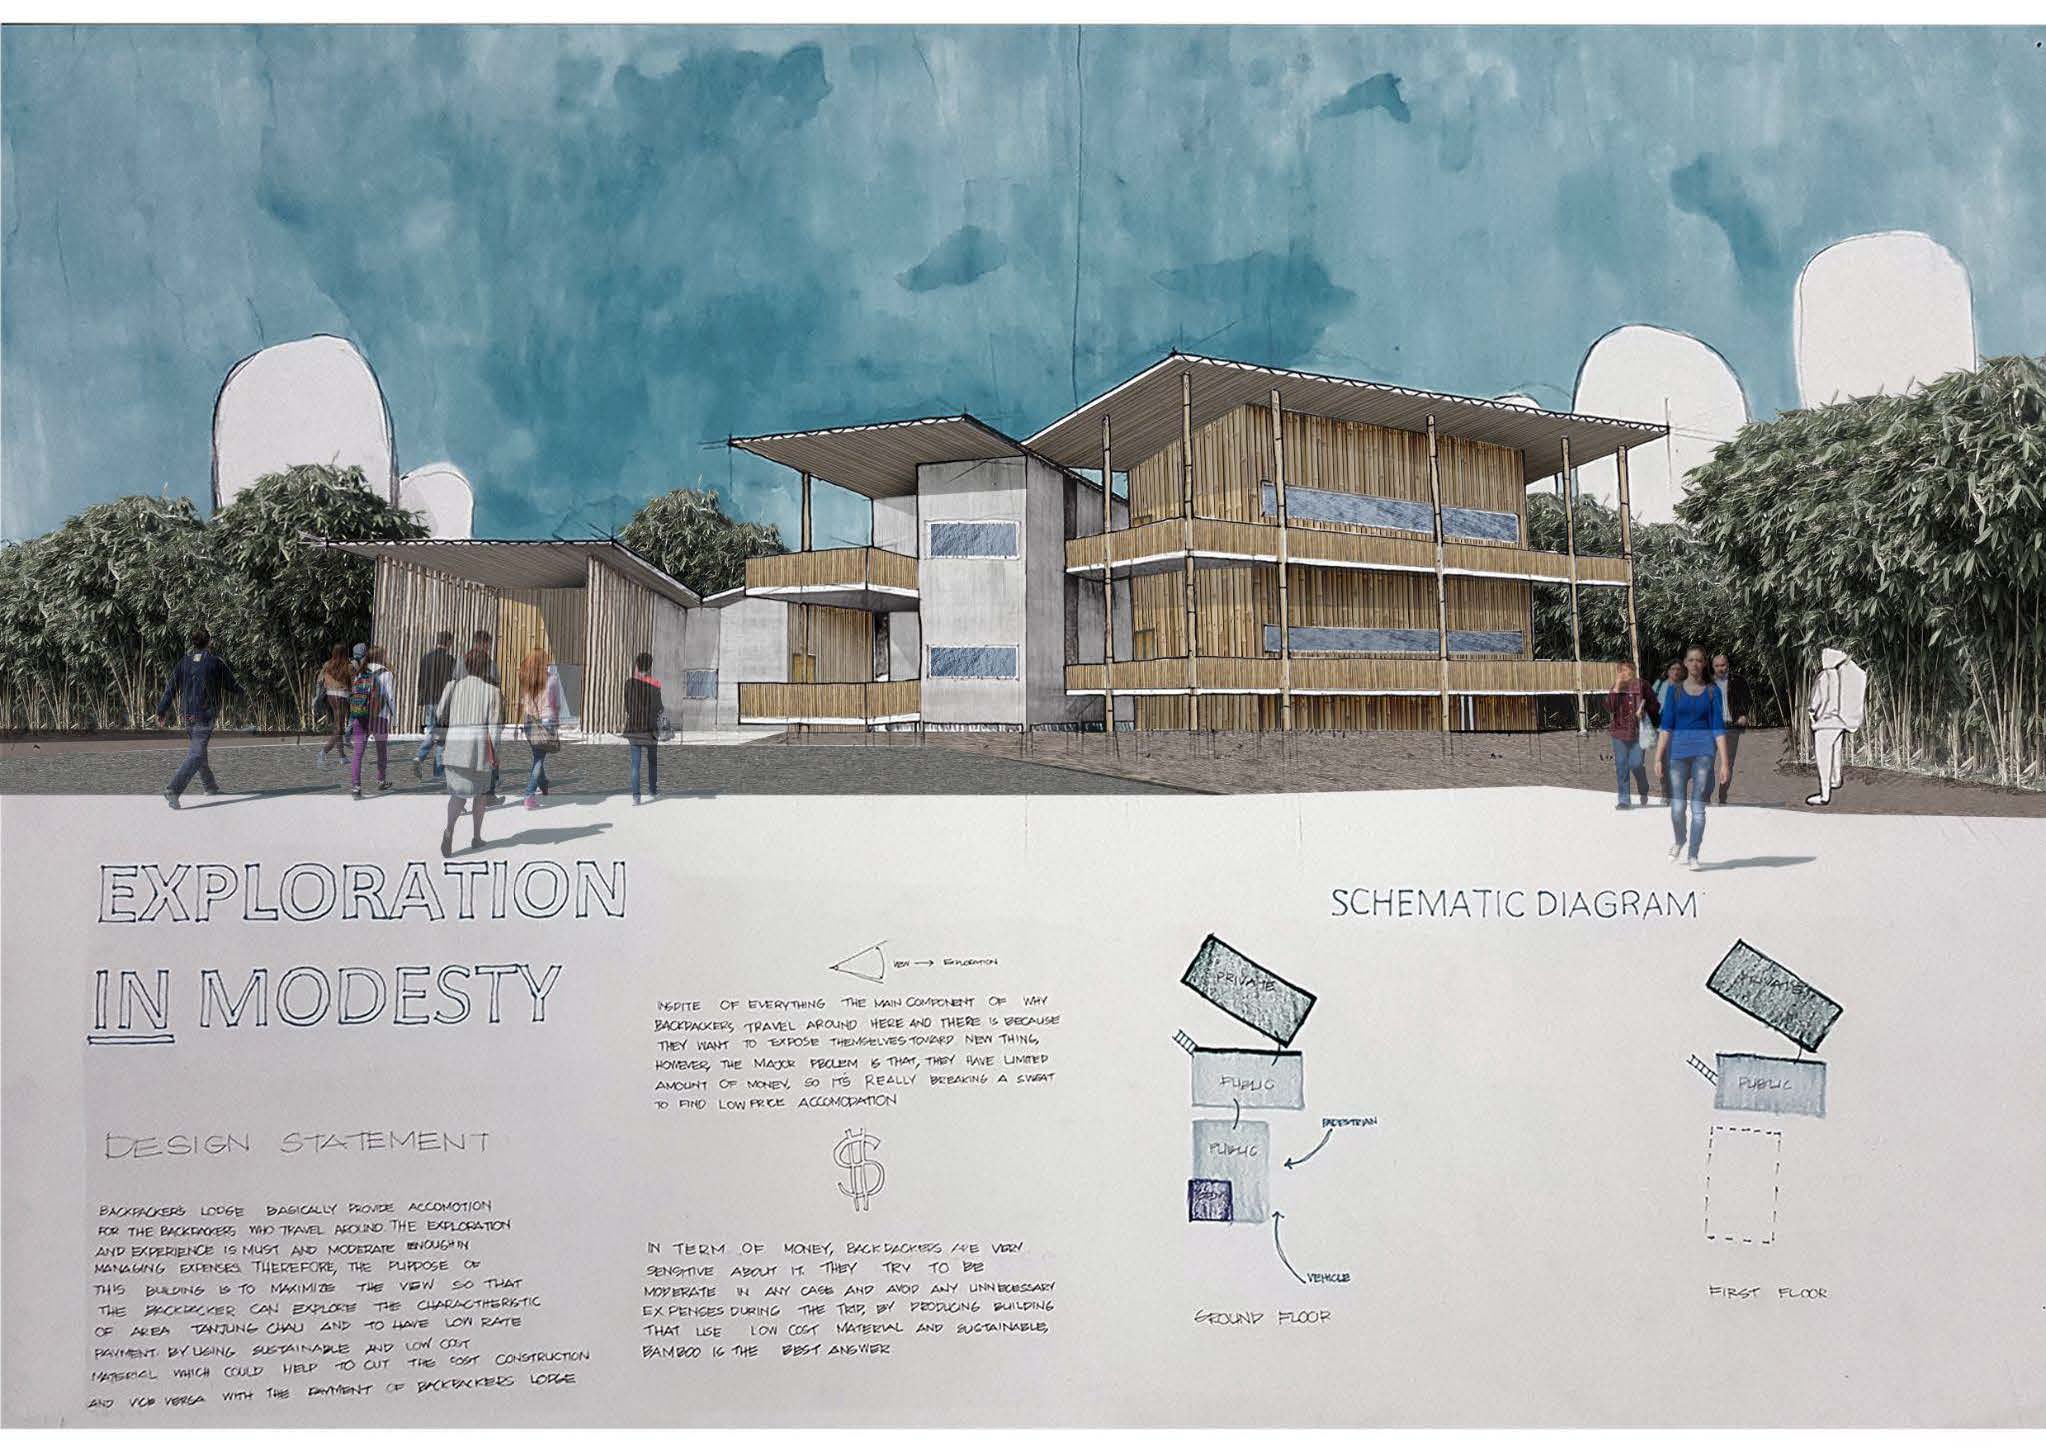 EXPLORATION
IN MODESTY
DESIGN STATEMENT
BACKPACKERS LODGE BASICALLY PROVIDE ACCOMOTION
FOR THE BACKPACKERS WHO TRAVEL AROUND. THE EXPLORATION
AND EXPERIENCE IS MUST AND MODERATE ENOUGH IN
MANAGING EXPENSES. THEREFORE, THE PURPOSE OF
THIS BUILDING IS TO MAXIMIZE THE VIEW SO THAT
THE BACKPACKER CAN EXPLORE THE CHARACTHERISTIC
OF AREA TANJUNG CHAU AND TO HAVE LOW RATE
PAYMENT BY USING SUSTAINABLE AND LOW COST
MATERIAL WHICH COULD HELP TO CUT THE COST CONSTRUCTION
AND VICE VERSA WITH THE PAYMENT OF BACKPACKERS LODGE
VIEW → EXPLORATION
INSPITE OF EVERYTHING THE MAIN COMPONENT OF WHY
BACKPACKERS TRAVEL AROUND HERE AND THERE IS BECAUSE
THEY WANT TO EXPOSE THEMSELVES TOWARD NEW THING,
HOWEVER, THE MAJOR PROLEM IS THAT, THEY HAVE LIMITED
AMOUNT OF MONEY, SO IT'S REALLY BREAKING A SWEAT
TO FIND LOW PRICE ACCOMODATION
$
IN TERM OF MONEY, BACKPACKERS ARE VERY
SENSITIVE ABOUT IT. THEY TRY TO BE
MODERATE IN ANY CASE AND AVOID ANY UNNECESSARY
EXPENSES DURING THE TRIP, BY PRODUCING BUILDING
THAT USE LOW COST MATERIAL AND SUSTAINABLE,
BAMBOO IS THE BEST ANSWER
SCHEMATIC DIAGRAM
PRIVATE
PUBLIC
PUBLIC
PADESTRIAN
VEHICLE
GROUND FLOOR
PRIVATE
PUBLIC
FIRST FLOOR